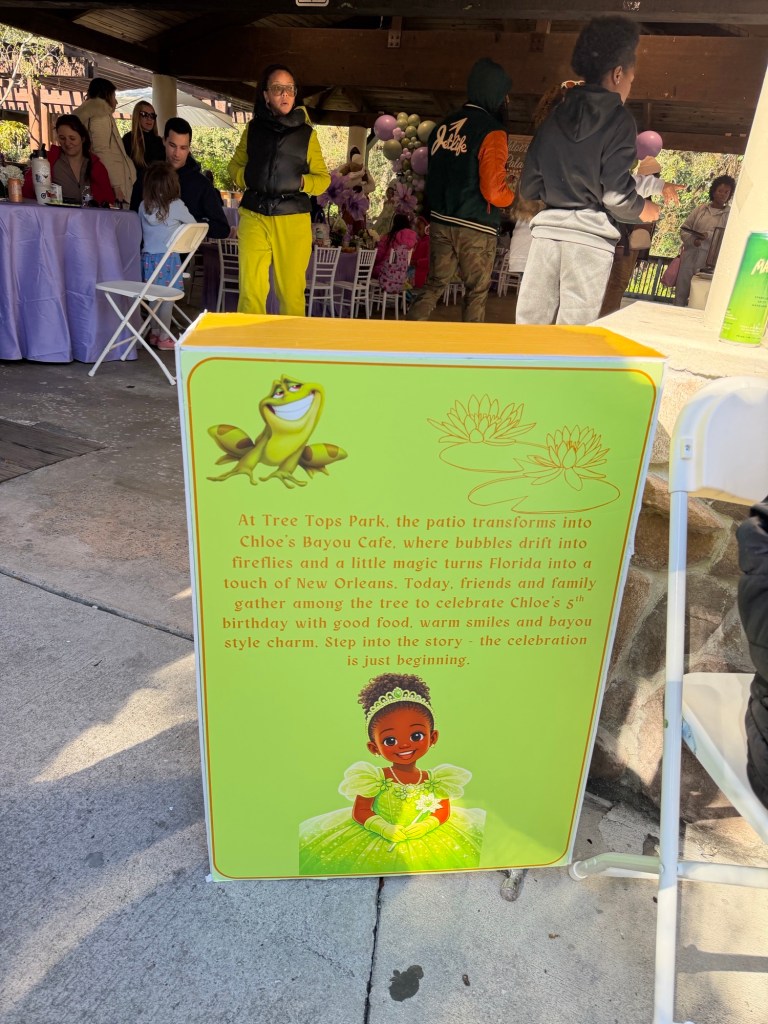 JetLife
At Tree Tops Park, the patio transforms into
Chloe's Bayou Cafe, where bubbles drift into
fireflies and a little magic turns Florida into a
touch of New Orleans. Today, friends and family
gather among the tree to celebrate Chloe's 5th
birthday with good food, warm smiles and bayou
style charm. Step into the story - the celebration
is just beginning.